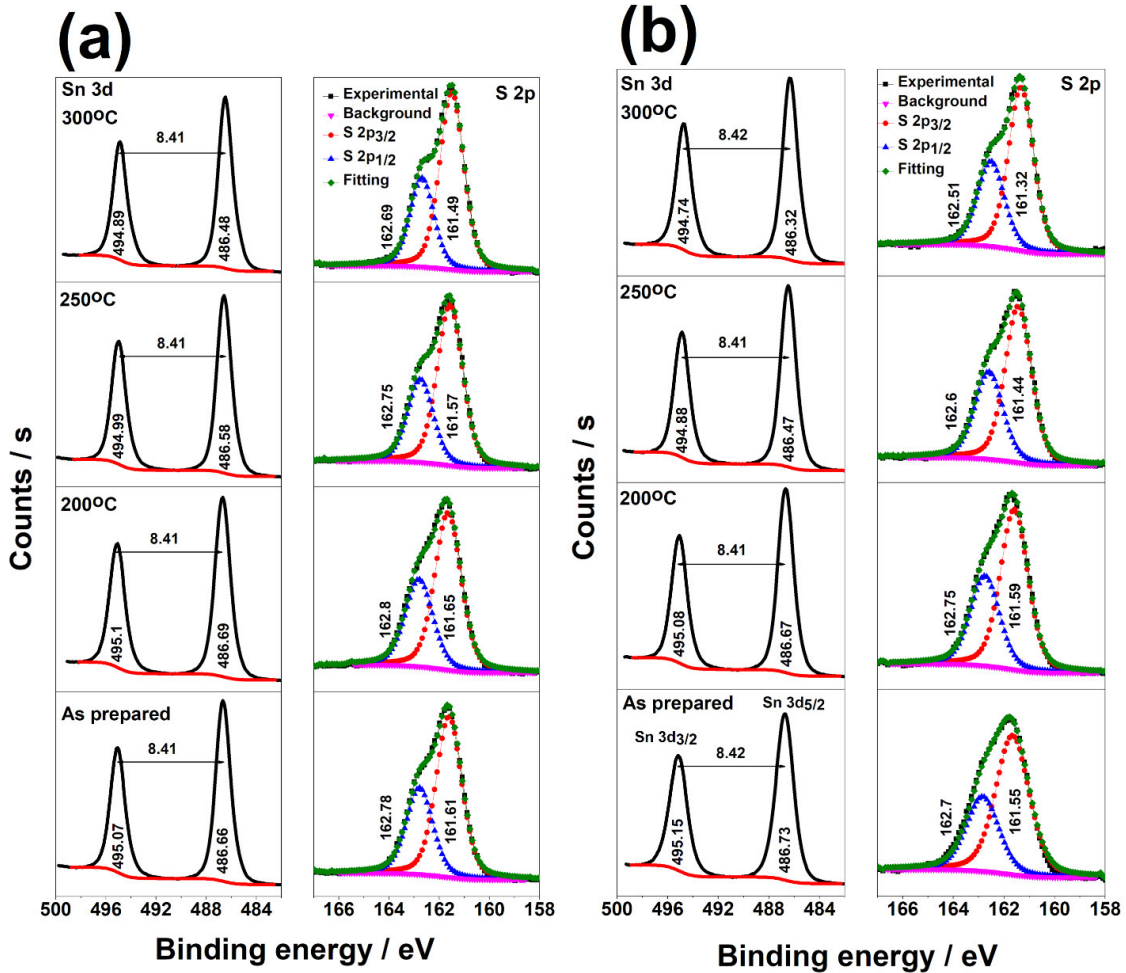 (a)
Sn 3d
300oC
8.41
494.89
486.48
Experimental
Background
S 2p3/2
S 2p1/2
Fitting
S 2p
162.69
161.49
250oC
8.41
494.99
486.58
162.75
161.57
200oC
8.41
495.1
486.69
162.8
161.65
As prepared
8.41
495.07
486.66
162.78
161.61
500 496 492 488 484
166 164 162 160 158
Counts / s
Binding energy / eV
(b)
Sn 3d
300oC
8.42
494.74
486.32
Experimental
Background
S 2p3/2
S 2p1/2
Fitting
S 2p
162.51
161.32
250oC
8.41
494.88
486.47
162.6
161.44
200oC
8.41
495.08
486.67
162.75
161.59
As prepared
Sn 3d5/2
Sn 3d3/2
8.42
495.15
486.73
162.7
161.55
500 496 492 488 484
166 164 162 160 158
Counts / s
Binding energy / eV